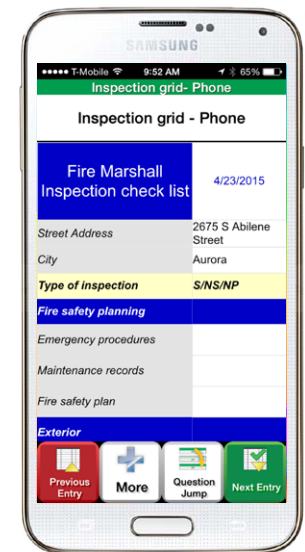 SAMSUNG
T-Mobile 9:52 AM 65%
Inspection grid- Phone
Inspection grid - Phone
Fire Marshall
Inspection check list
4/23/2015
Street Address
2675 S Abilene
Street
City
Aurora
Type of inspection
S/NS/NP
Fire safety planning
Emergency procedures
Maintenance records
Fire safety plan
Exterior
Previous
Entry
More
Question
Jump
Next Entry